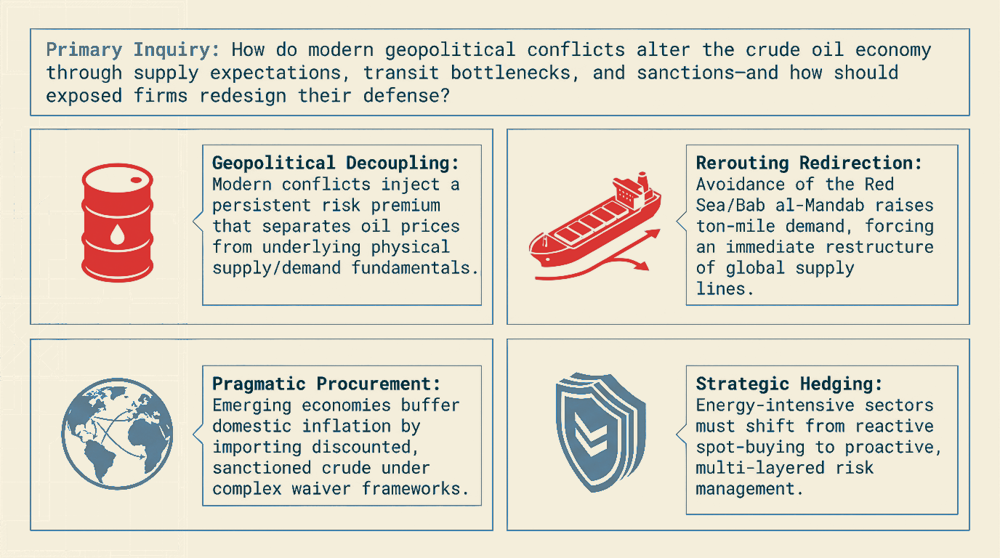 Primary Inquiry: How do modern geopolitical conflicts alter the crude oil economy
through supply expectations, transit bottlenecks, and sanctions—and how should
exposed firms redesign their defense?
Geopolitical Decoupling:
Modern conflicts inject a
persistent risk premium
that separates oil prices
from underlying physical
supply/demand fundamentals.
Rerouting Redirection:
Avoidance of the Red
Sea/Bab al-Mandab raises
ton-mile demand, forcing
an immediate restructure
of global supply
lines.
Pragmatic Procurement:
Emerging economies buffer
domestic inflation by
importing discounted,
sanctioned crude under
complex waiver frameworks.
Strategic Hedging:
Energy-intensive sectors
must shift from reactive
spot-buying to proactive,
multi-layered risk
management.